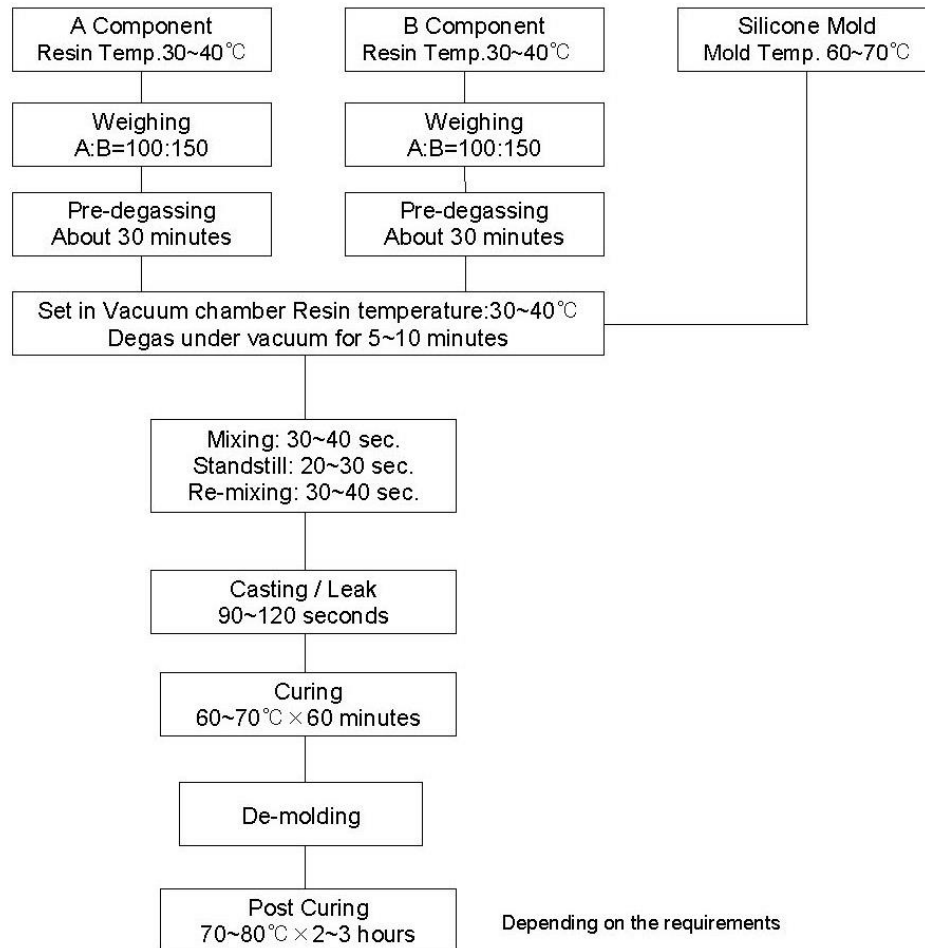 A Component
Resin Temp.30~40℃
B Component
Resin Temp.30~40℃
Silicone Mold
Mold Temp. 60~70℃
Weighing
A:B=100:150
Weighing
A:B=100:150
Pre-degassing
About 30 minutes
Pre-degassing
About 30 minutes
Set in Vacuum chamber Resin temperature:30~40℃
Degas under vacuum for 5~10 minutes
Mixing: 30~40 sec.
Standstill: 20~30 sec.
Re-mixing: 30~40 sec.
Casting / Leak
90~120 seconds
Curing
60~70℃×60 minutes
De-molding
Post Curing
70~80℃×2~3 hours
Depending on the requirements